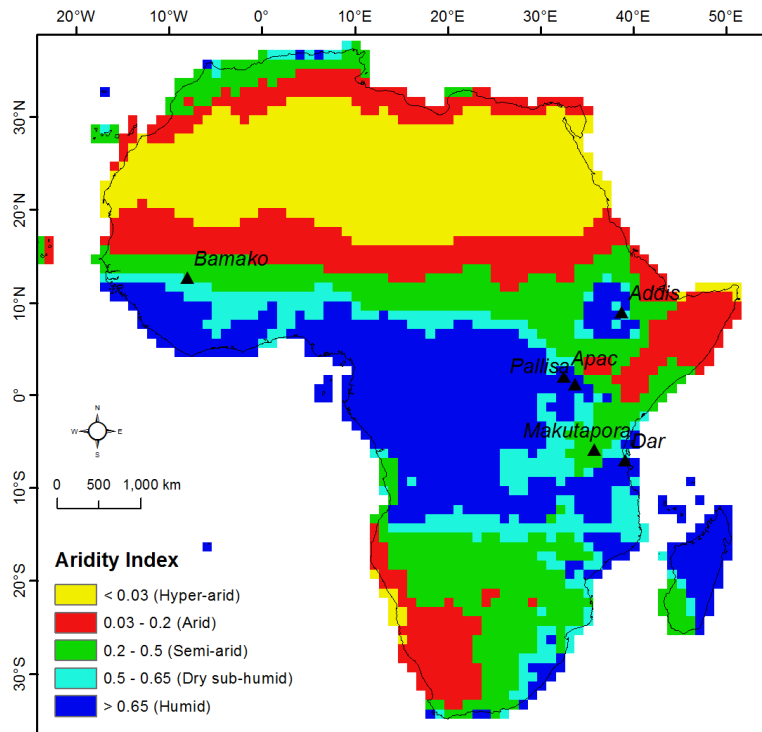 20°W 10°W 0° 10°E 20°E 30°E 40°E 50°E
30°N
20°N
10°N
0°
10°S
20°S
30°S
Bamako
Addis
Pallisa Apac
Makutapora Dar
N
W E
S
0 500 1,000 km
Aridity Index
< 0.03 (Hyper-arid)
0.03 - 0.2 (Arid)
0.2 - 0.5 (Semi-arid)
0.5 - 0.65 (Dry sub-humid)
> 0.65 (Humid)